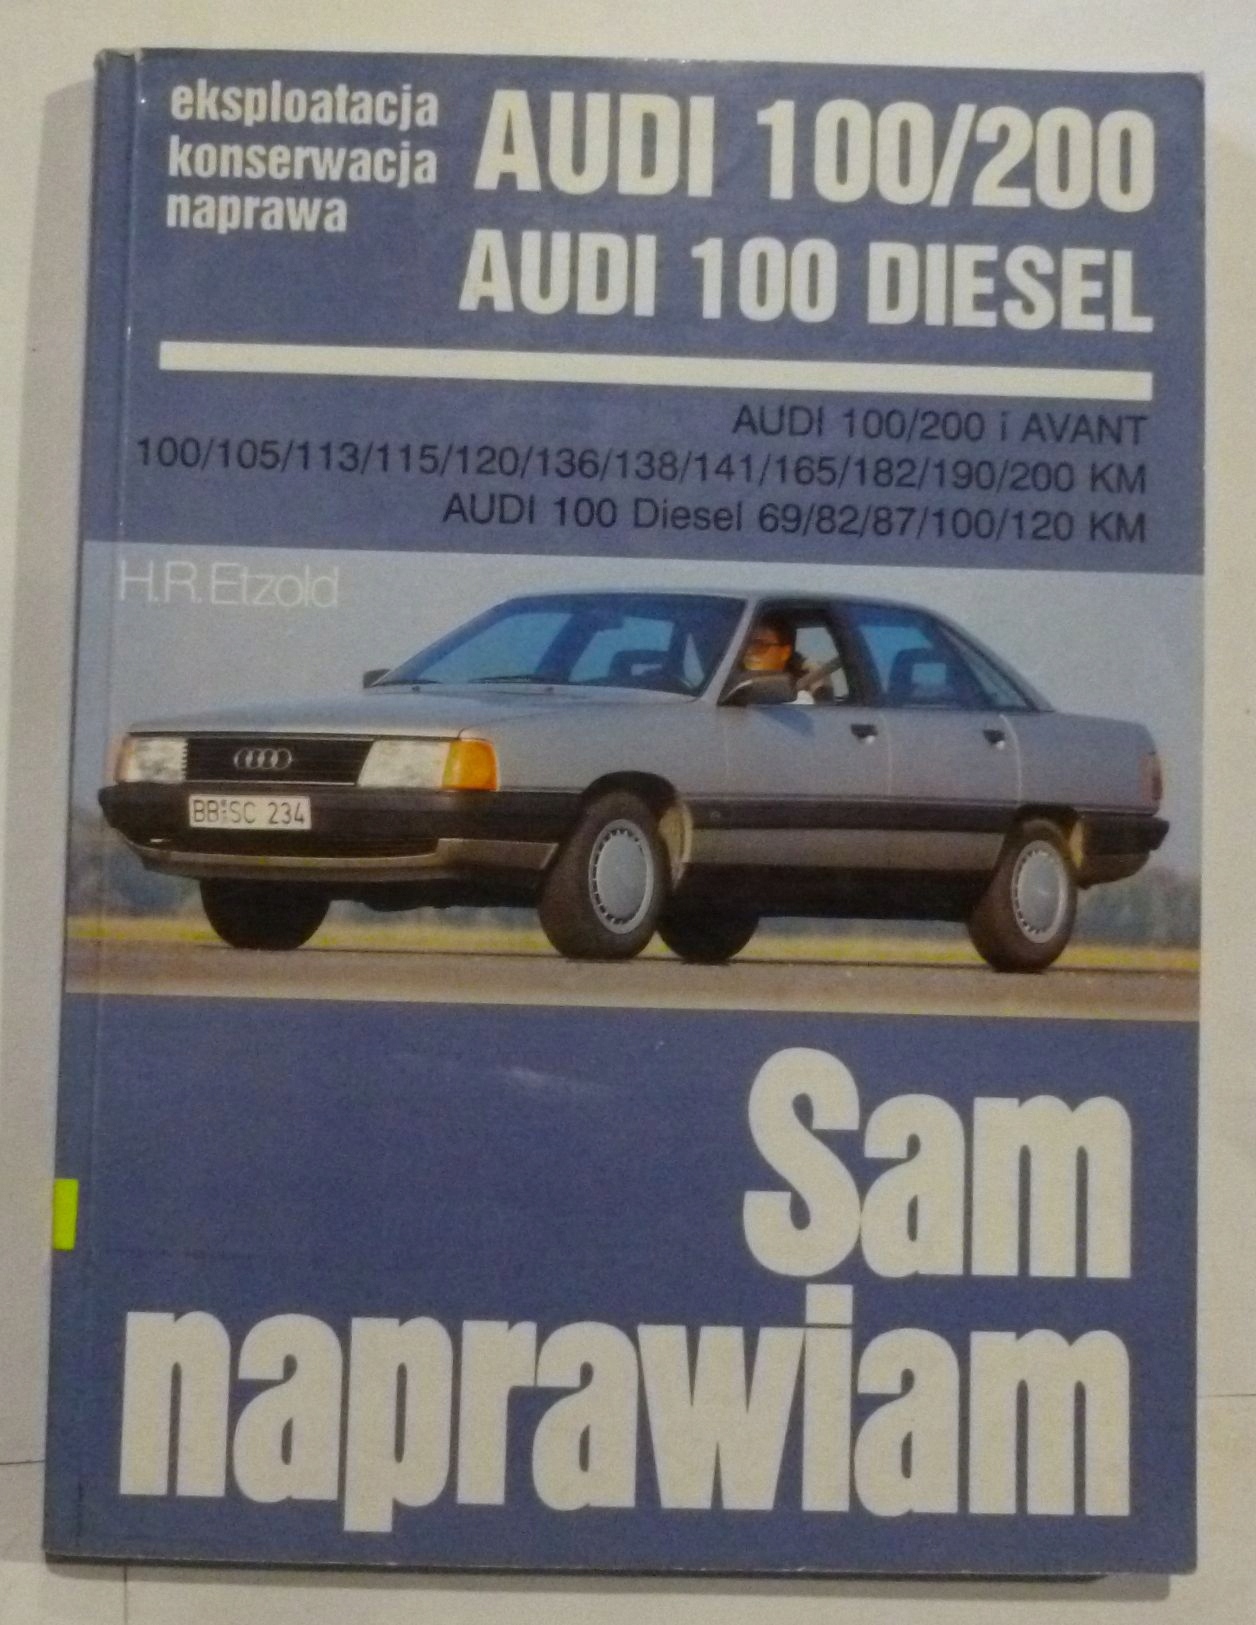 eksploatacja
konserwacja
naprawa
AUDI 100/200
AUDI 100 DIESEL
AUDI 100/200 i AVANT
100/105/113/115/120/136/138/141/165/182/190/200 KM
AUDI 100 Diesel 69/82/87/100/120 KM
H.R. Etzold
BB SC 234
Sam
naprawiam